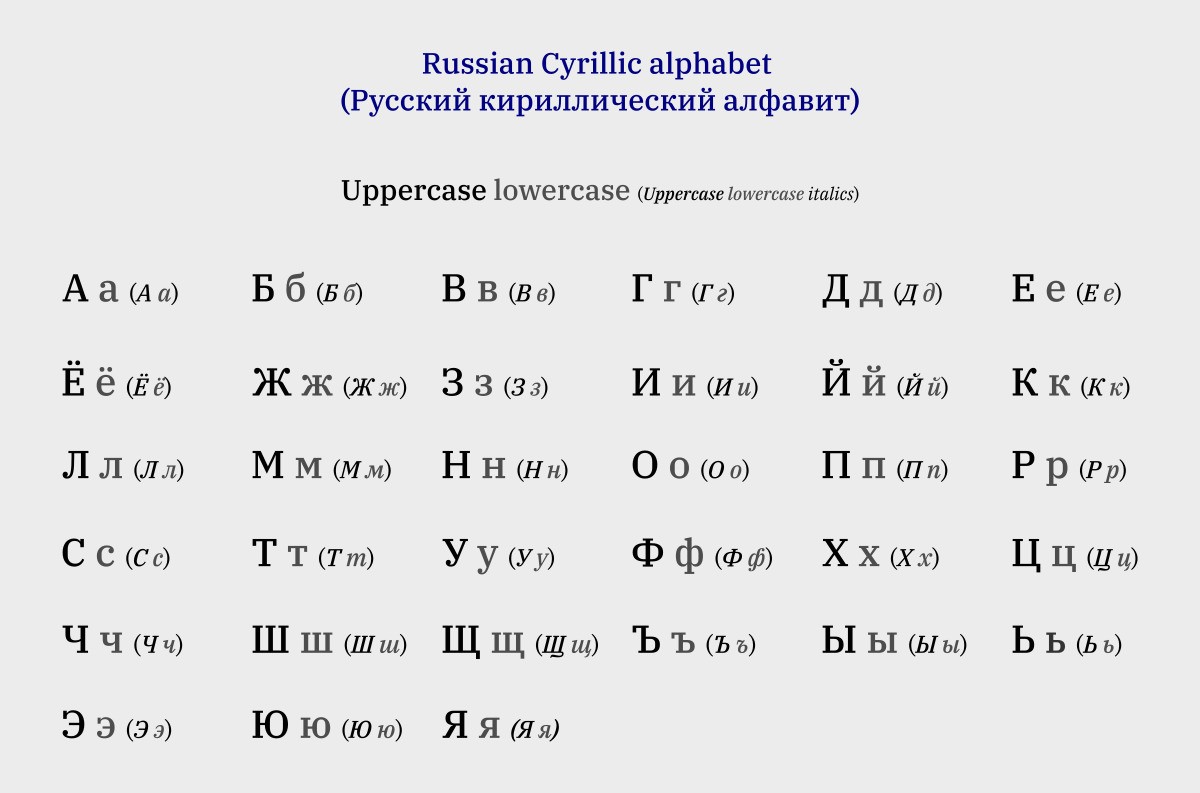 Russian Cyrillic alphabet
(Русский кириллический алфавит)
Uppercase lowercase (Uppercase lowercase italics)
А а (А а) Б б (Б б) В в (В в) Г г (Г г) Д д (Д д) Е е (Е е)
Ё ё (Ё ё) Ж ж (Ж ж) З з (З з) И и (И и) Й й (Й й) К к (К к)
Л л (Л л) М м (М м) Н н (Н н) О о (О о) П п (П п) Р р (Р р)
С с (С с) Т т (Т т) У у (У у) Ф ф (Ф ф) Х х (Х х) Ц ц (Ц ц)
Ч ч (Ч ч) Ш ш (Ш ш) Щ щ (Щ щ) Ъ ъ (Ъ ъ) Ы ы (Ы ы) Ь ь (Ь ь)
Э э (Э э) Ю ю (Ю ю) Я я (Я я)